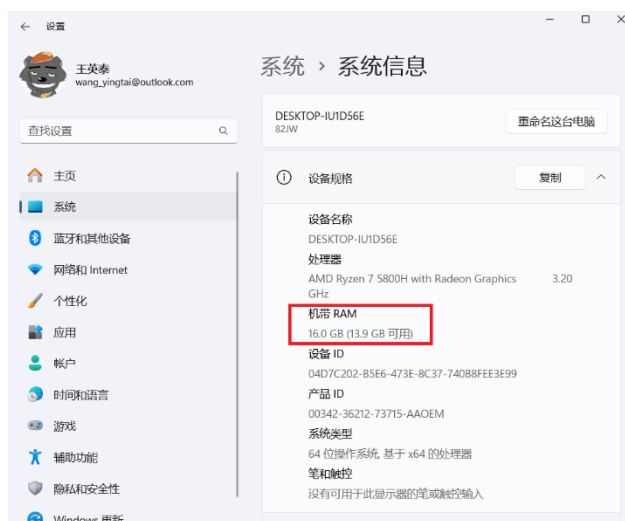 ← 设置
王英泰
wang_yingtai@outlook.com
查找设置
主页
系统
蓝牙和其他设备
网络和 Internet
个性化
应用
帐户
时间和语言
游戏
辅助功能
隐私和安全性
Windows 更新
系统 › 系统信息
DESKTOP-IU1D56E
82JW
重命名这台电脑
设备规格
复制
设备名称
DESKTOP-IU1D56E
处理器
AMD Ryzen 7 5800H with Radeon Graphics 3.20
GHz
机带 RAM
16.0 GB (13.9 GB 可用)
设备 ID
04D7C202-B5E6-473E-8C37-74088FEE3E99
产品 ID
00342-36212-73715-AAOEM
系统类型
64 位操作系统, 基于 x64 的处理器
笔和触控
没有可用于此显示器的笔或触控输入